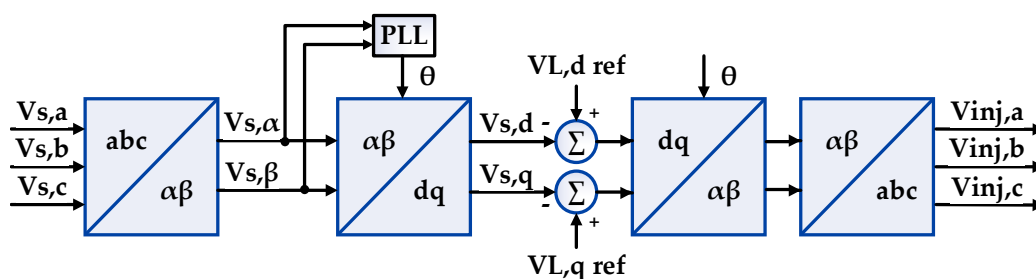 PLL
VL,d ref
θ
θ
Vs,a
Vs,b
Vs,c
abc
αβ
Vs,α
Vs,β
αβ
dq
Vs,d
Vs,q
-
+
Σ
Σ
-
+
VL,q ref
dq
αβ
αβ
abc
Vinj,a
Vinj,b
Vinj,c